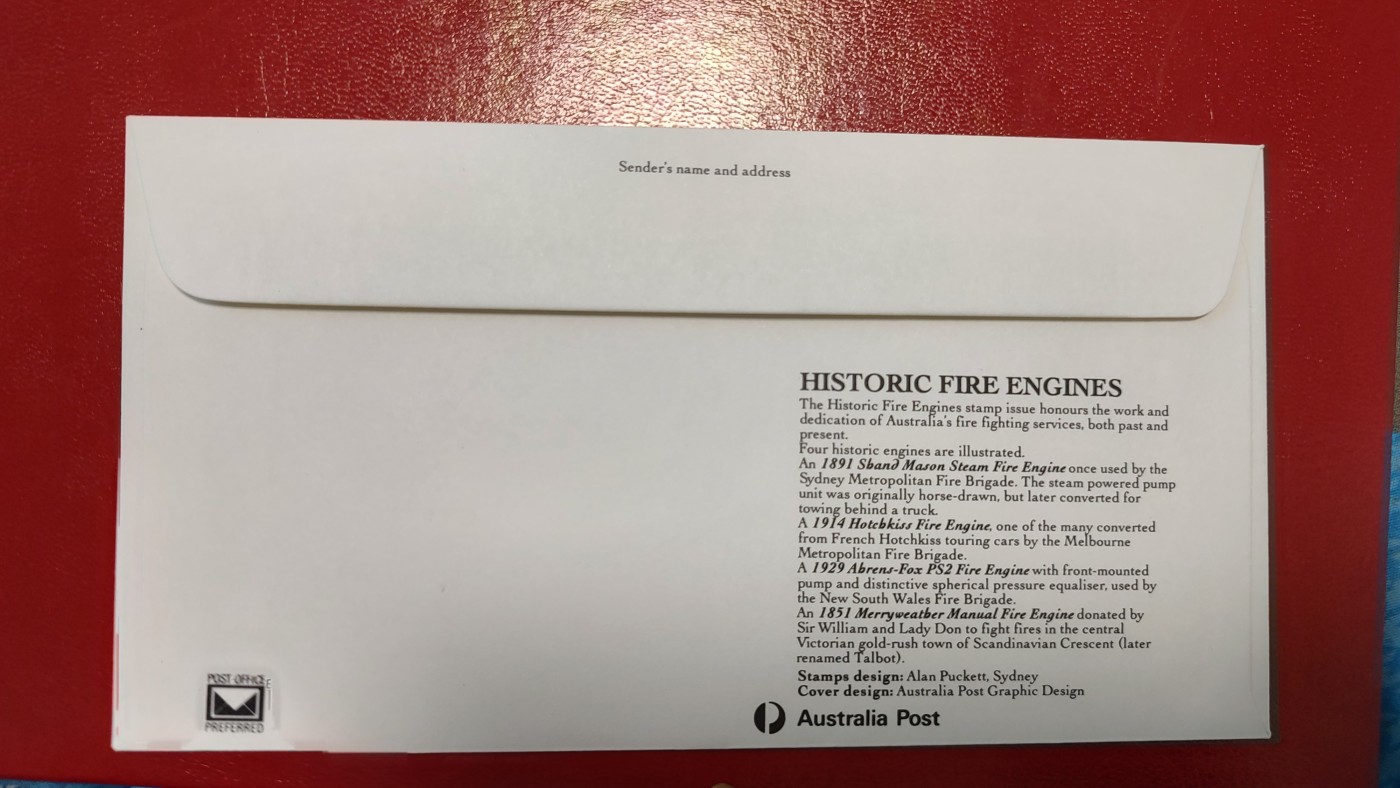 Sender's name and address
HISTORIC FIRE ENGINES
The Historic Fire Engines stamp issue honours the work and
dedication of Australia's fire fighting services, both past and
present.
Four historic engines are illustrated.
An 1891 Shand Mason Steam Fire Engine once used by the
Sydney Metropolitan Fire Brigade. The steam powered pump
unit was originally horse-drawn, but later converted for
towing behind a truck.
A 1914 Hotchkiss Fire Engine, one of the many converted
from French Hotchkiss touring cars by the Melbourne
Metropolitan Fire Brigade.
A 1929 Ahrens-Fox PS2 Fire Engine with front-mounted
pump and distinctive spherical pressure equaliser, used by
the New South Wales Fire Brigade.
An 1851 Merryweather Manual Fire Engine donated by
Sir William and Lady Don to fight fires in the central
Victorian gold-rush town of Scandinavian Crescent (later
renamed Talbot).
Stamps design: Alan Puckett, Sydney
Cover design: Australia Post Graphic Design
Australia Post
POST OFFICE
PREFERRED